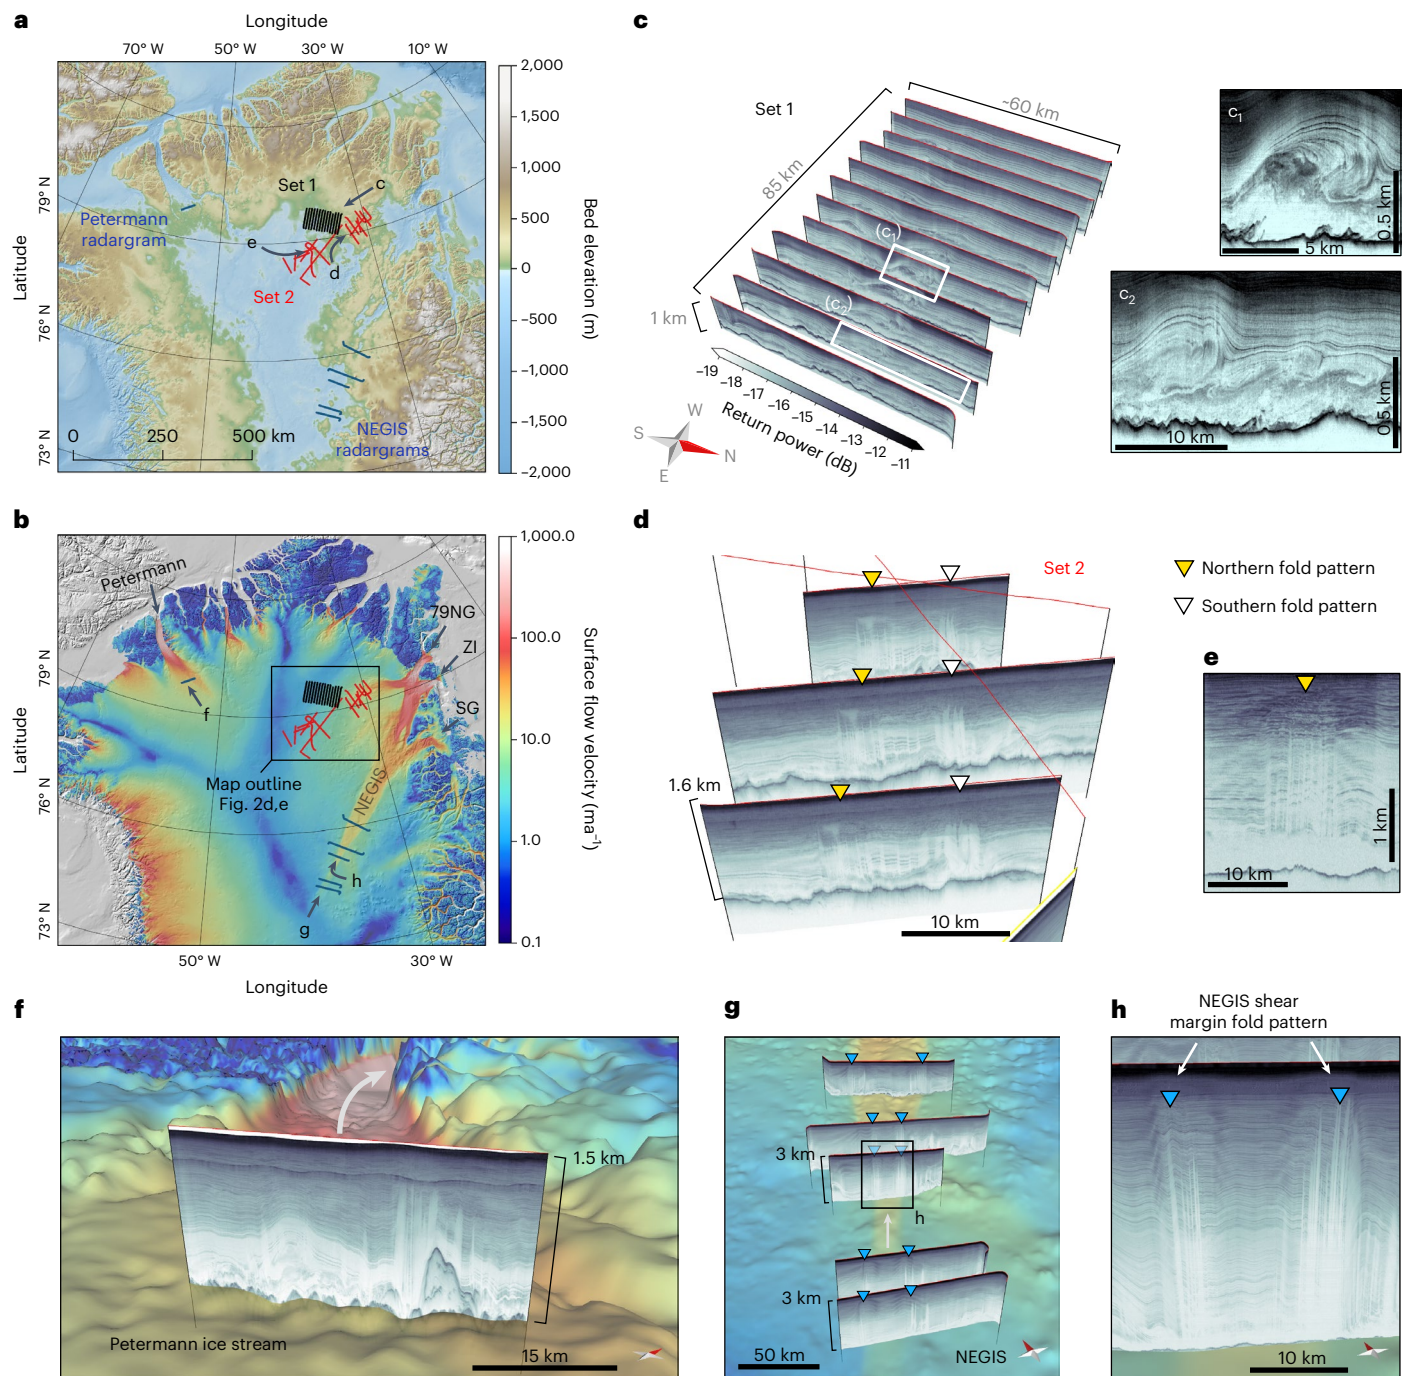 a
Longitude
70° W
50° W
30° W
10° W
Latitude
79° N
76° N
73° N
Petermann
radargram
Set 1
c
e
d
Set 2
NEGIS
radargrams
0
250
500 km
2,000
1,500
1,000
500
0
–500
–1,000
–1,500
–2,000
Bed elevation (m)
b
Latitude
79° N
76° N
73° N
Petermann
79NG
ZI
SG
f
Map outline
Fig. 2d,e
NEGIS
h
g
50° W
30° W
Longitude
1,000.0
100.0
10.0
1.0
0.1
Surface flow velocity (ma⁻¹)
c
Set 1
~60 km
85 km
1 km
(c₁)
(c₂)
–19
–18
–17
–16
–15
–14
–13
–12
–11
Return power (dB)
W
S
N
E
c₁
0.5 km
5 km
c₂
0.5 km
10 km
d
Set 2
1.6 km
10 km
Northern fold pattern
Southern fold pattern
e
1 km
10 km
f
1.5 km
Petermann ice stream
15 km
g
3 km
h
3 km
50 km
NEGIS
h
NEGIS shear
margin fold pattern
10 km